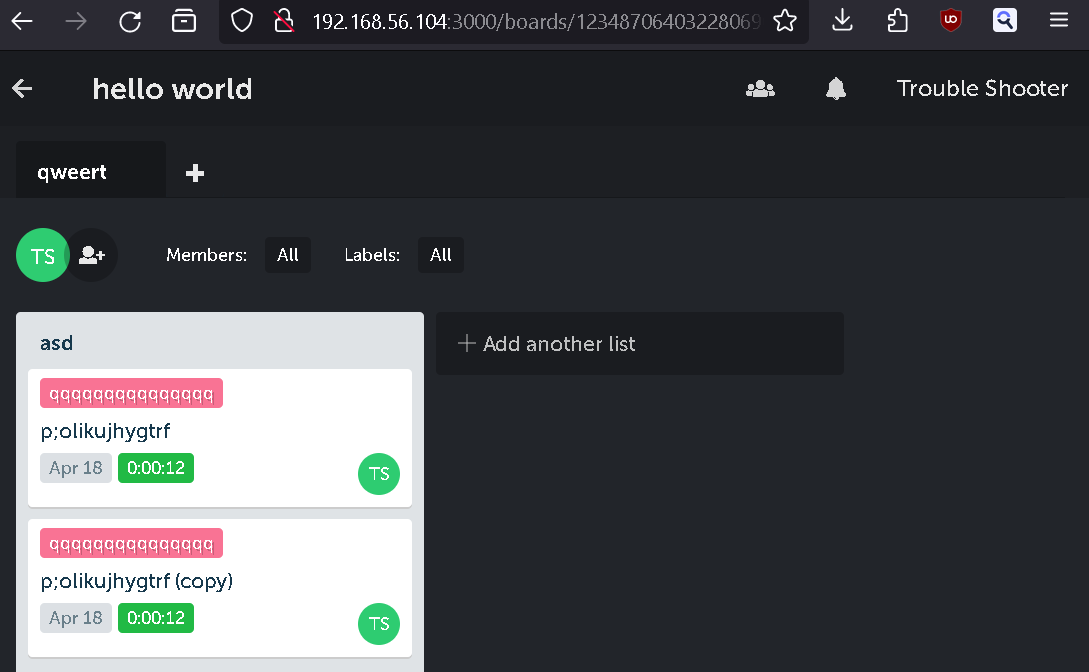 192.168.56.104:3000/boards/12348706403228069
hello world
Trouble Shooter
qweert
TS
Members: All Labels: All
asd
Add another list
qqqqqqqqqqqqqqq
p;olikujhygtrf
Apr 18 0:00:12
TS
qqqqqqqqqqqqqqq
p;olikujhygtrf (copy)
Apr 18 0:00:12
TS